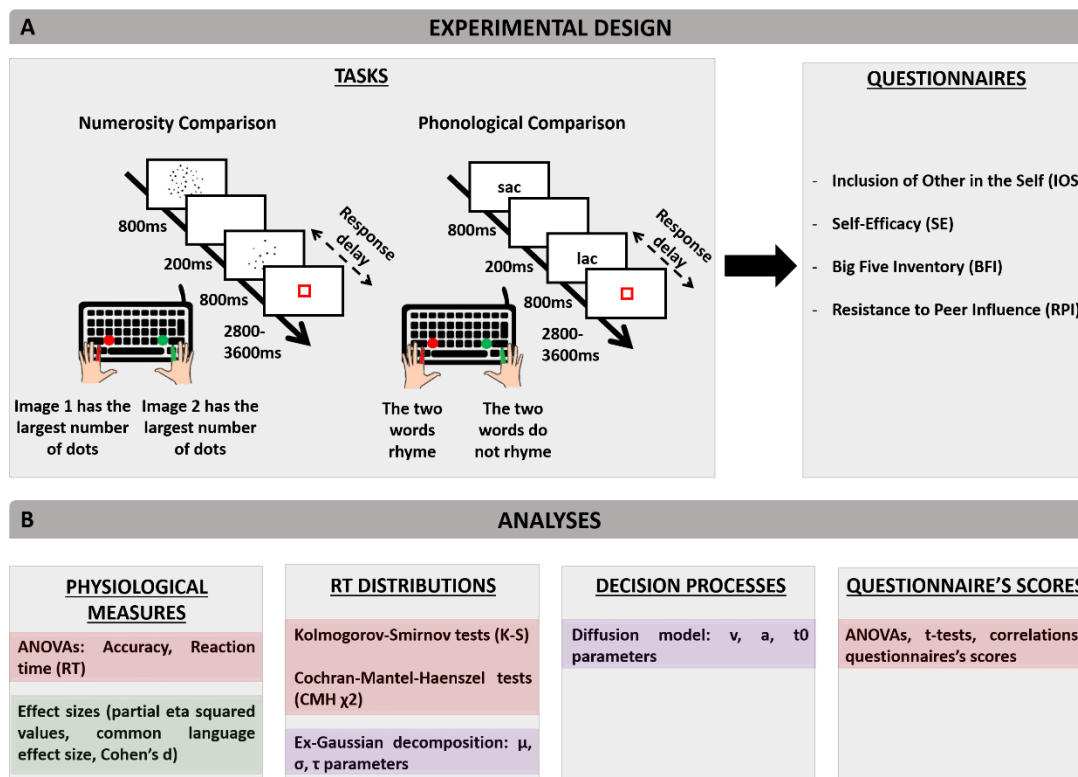 A
EXPERIMENTAL DESIGN
TASKS
Numerosity Comparison
800ms
200ms
800ms
2800-
3600ms
Response
delay
Image 1 has the
largest number
of dots
Image 2 has the
largest number
of dots
Phonological Comparison
sac
lac
800ms
200ms
800ms
2800-
3600ms
Response
delay
The two
words
rhyme
The two
words do
not rhyme
QUESTIONNAIRES
- Inclusion of Other in the Self (IOS
- Self-Efficacy (SE)
- Big Five Inventory (BFI)
- Resistance to Peer Influence (RPI)
B
ANALYSES
PHYSIOLOGICAL
MEASURES
ANOVAs: Accuracy, Reaction
time (RT)
Effect sizes (partial eta squared
values, common language
effect size, Cohen's d)
RT DISTRIBUTIONS
Kolmogorov-Smirnov tests (K-S)
Cochran-Mantel-Haenszel tests
(CMH χ2)
Ex-Gaussian decomposition: μ,
σ, τ parameters
DECISION PROCESSES
Diffusion model: v, a, t0
parameters
QUESTIONNAIRE'S SCORES
ANOVAs, t-tests, correlations
questionnaires's scores